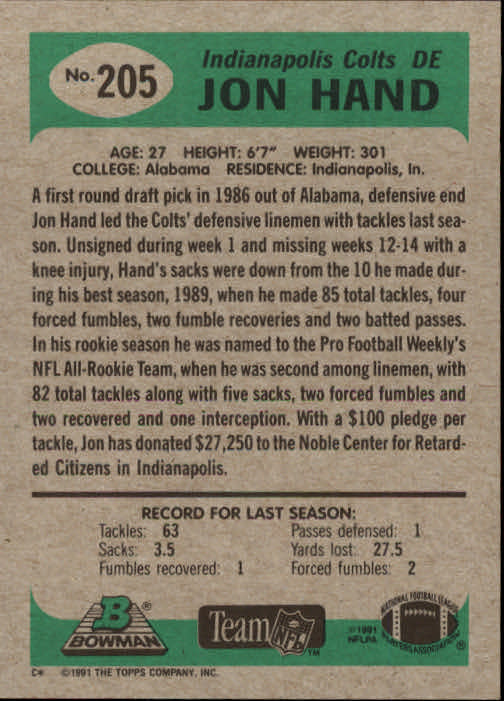 No. 205
Indianapolis Colts DE
JON HAND
AGE: 27 HEIGHT: 6'7" WEIGHT: 301
COLLEGE: Alabama RESIDENCE: Indianapolis, In.
A first round draft pick in 1986 out of Alabama, defensive end
Jon Hand led the Colts' defensive linemen with tackles last sea-
son. Unsigned during week 1 and missing weeks 12-14 with a
knee injury, Hand's sacks were down from the 10 he made dur-
ing his best season, 1989, when he made 85 total tackles, four
forced fumbles, two fumble recoveries and two batted passes.
In his rookie season he was named to the Pro Football Weekly's
NFL All-Rookie Team, when he was second among linemen, with
82 total tackles along with five sacks, two forced fumbles and
two recovered and one interception. With a $100 pledge per
tackle, Jon has donated $27,250 to the Noble Center for Retard-
ed Citizens in Indianapolis.
RECORD FOR LAST SEASON:
Tackles: 63 Passes defensed: 1
Sacks: 3.5 Yards lost: 27.5
Fumbles recovered: 1 Forced fumbles: 2
B®
BOWMAN
Team NFL™
©1991
NFLPA
NATIONAL FOOTBALL LEAGUE
PLAYERS ASSOCIATION®
C* ©1991 THE TOPPS COMPANY, INC.